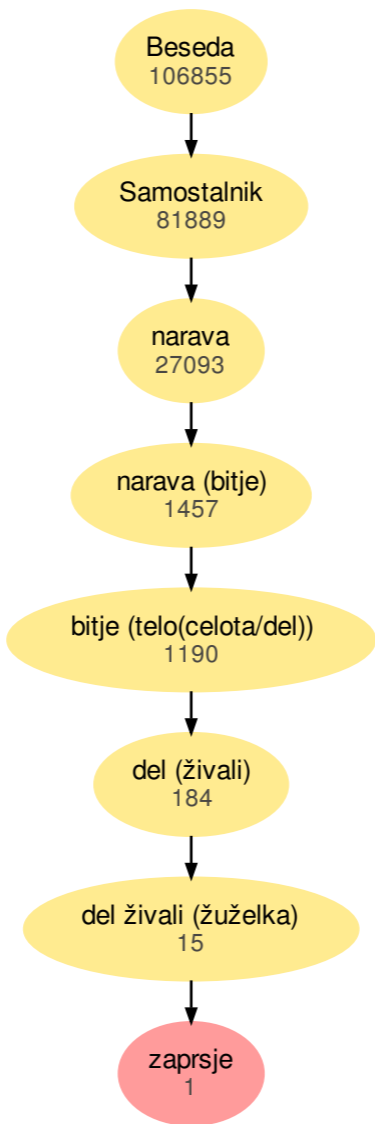 Beseda
106855
Samostalnik
81889
narava
27093
narava (bitje)
1457
bitje (telo(celota/del))
1190
del (živali)
184
del živali (žuželka)
15
zaprsje
1